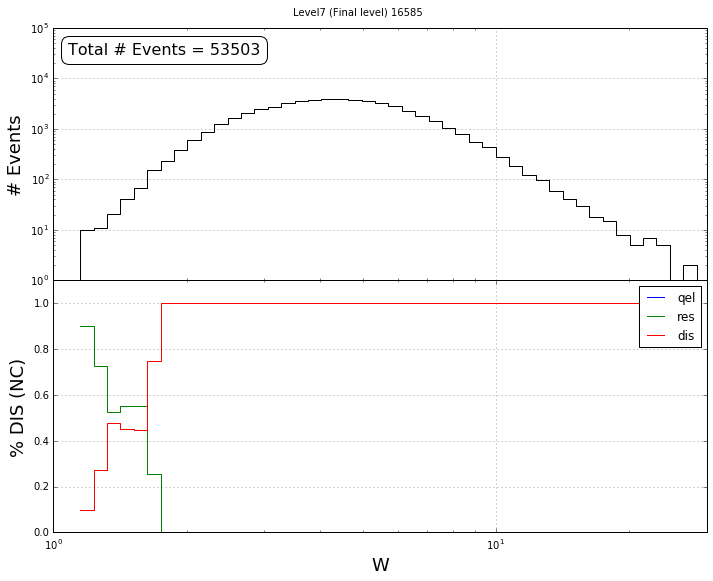 Level7 (Final level) 16585
10^5
Total # Events = 53503
10^4
10^3
10^2
10^1
10^0
# Events
1.0
0.8
0.6
0.4
0.2
0.0
% DIS (NC)
qel
res
dis
10^0
10^1
W